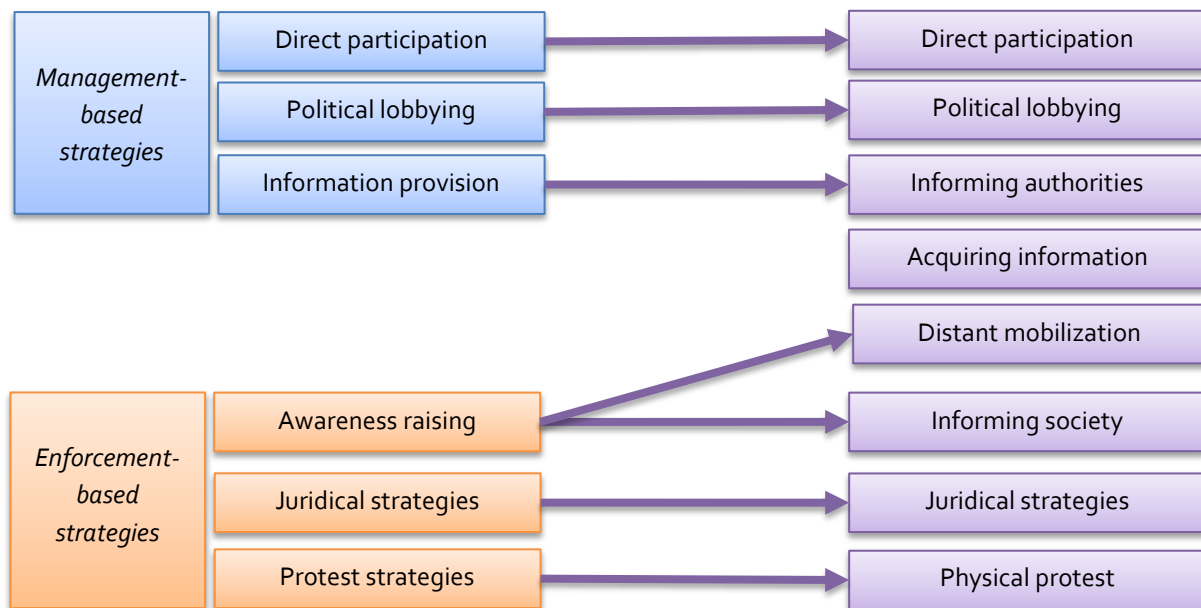 Management-
based
strategies
Direct participation
Political lobbying
Information provision
Direct participation
Political lobbying
Informing authorities
Acquiring information
Distant mobilization
Enforcement-
based
strategies
Awareness raising
Juridical strategies
Protest strategies
Informing society
Juridical strategies
Physical protest